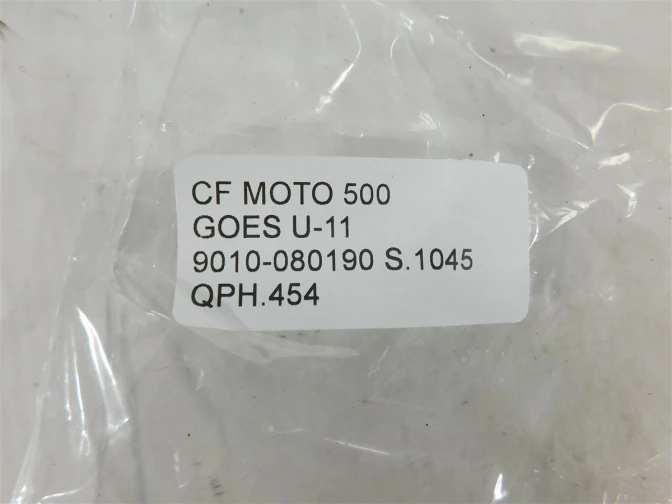 CF MOTO 500
GOES U-11
9010-080190 S.1045
QPH.454